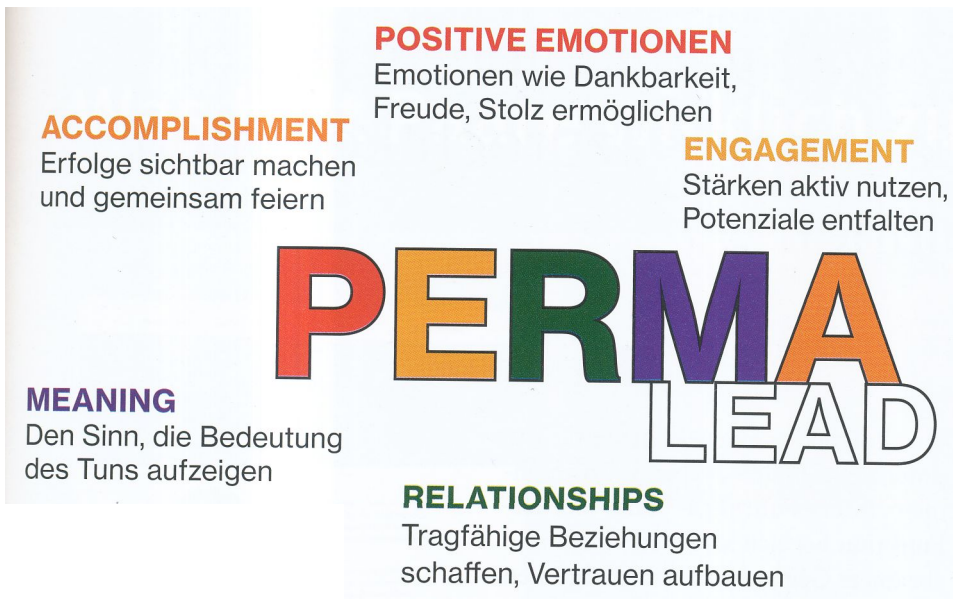 POSITIVE EMOTIONEN
Emotionen wie Dankbarkeit,
Freude, Stolz ermöglichen
ACCOMPLISHMENT
Erfolge sichtbar machen
und gemeinsam feiern
ENGAGEMENT
Stärken aktiv nutzen,
Potenziale entfalten
PERMA
LEAD
MEANING
Den Sinn, die Bedeutung
des Tuns aufzeigen
RELATIONSHIPS
Tragfähige Beziehungen
schaffen, Vertrauen aufbauen